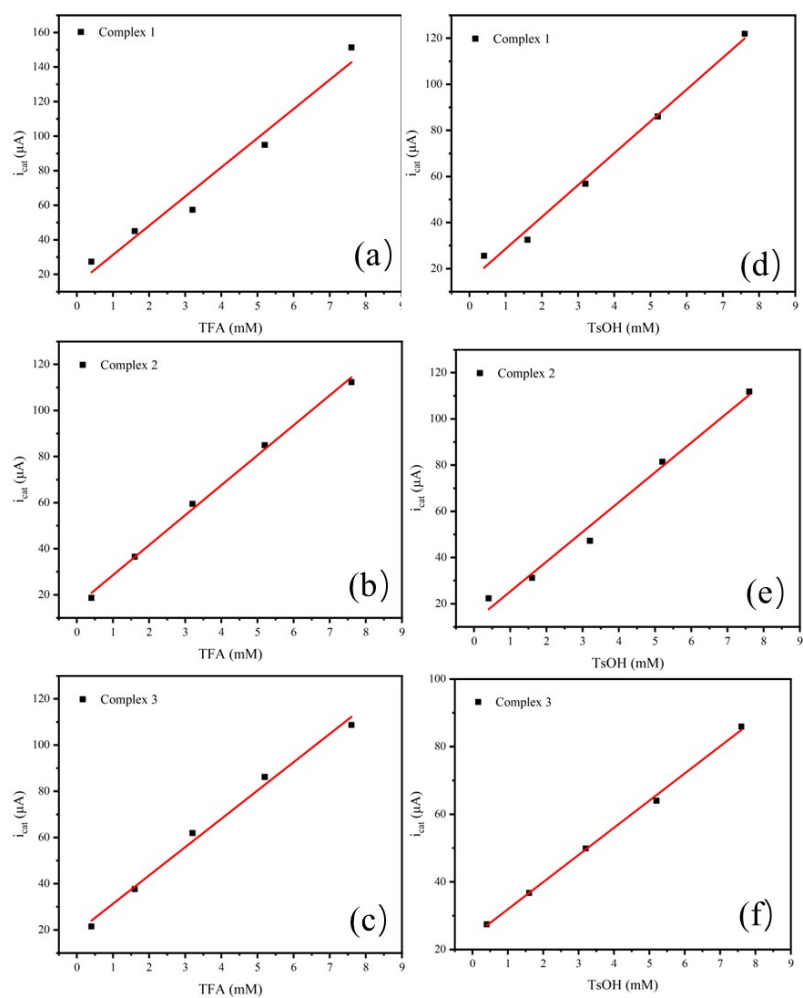 Complex 1
160
140
120
100
80
60
40
20
i_cat (μA)
0 1 2 3 4 5 6 7 8 9
TFA (mM)
(a)
Complex 1
120
100
80
60
40
20
i_cat (μA)
0 1 2 3 4 5 6 7 8 9
TsOH (mM)
(d)
Complex 2
120
100
80
60
40
20
i_cat (μA)
0 1 2 3 4 5 6 7 8 9
TFA (mM)
(b)
Complex 2
120
100
80
60
40
20
i_cat (μA)
0 1 2 3 4 5 6 7 8 9
TsOH (mM)
(e)
Complex 3
120
100
80
60
40
20
i_cat (μA)
0 1 2 3 4 5 6 7 8 9
TFA (mM)
(c)
Complex 3
100
80
60
40
20
i_cat (μA)
0 1 2 3 4 5 6 7 8 9
TsOH (mM)
(f)